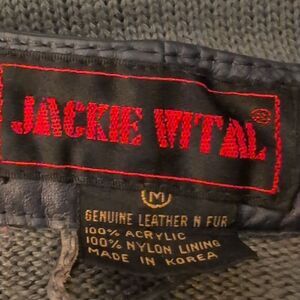 JACKIE VITAL ®
M
GENUINE LEATHER N FUR
100% ACRYLIC
100% NYLON LINING
MADE IN KOREA